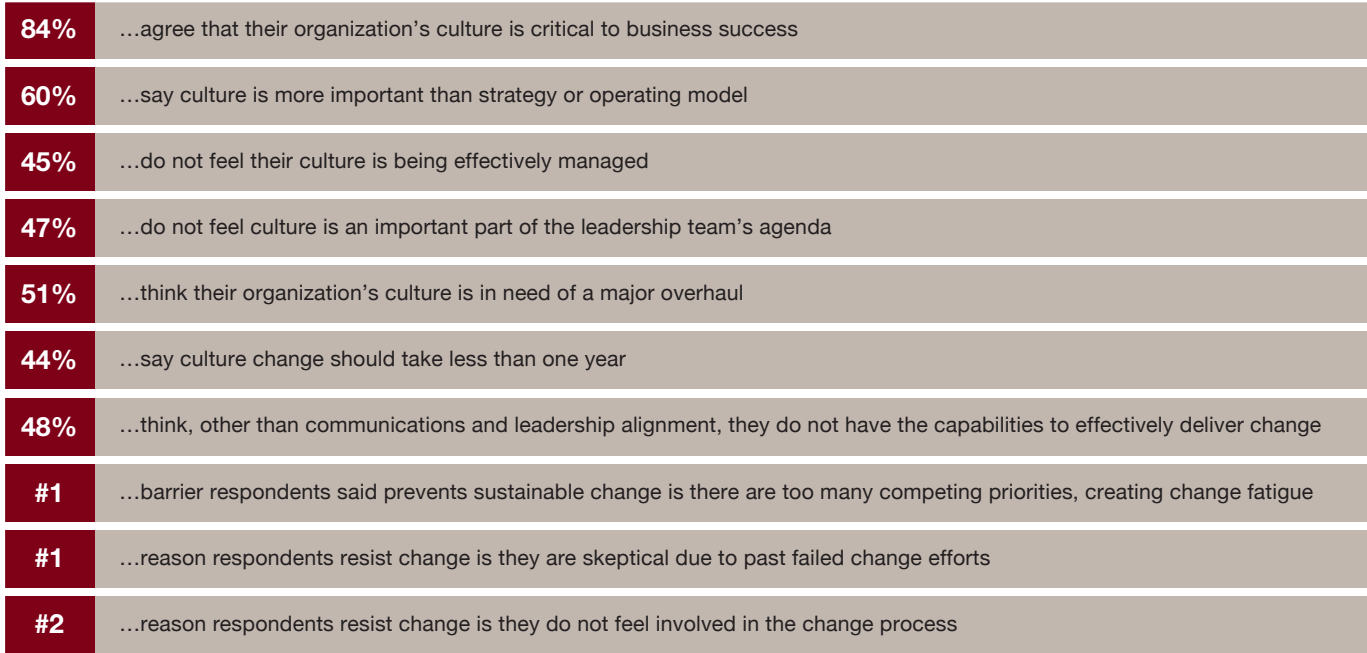 84% …agree that their organization’s culture is critical to business success
60% …say culture is more important than strategy or operating model
45% …do not feel their culture is being effectively managed
47% …do not feel culture is an important part of the leadership team’s agenda
51% …think their organization’s culture is in need of a major overhaul
44% …say culture change should take less than one year
48% …think, other than communications and leadership alignment, they do not have the capabilities to effectively deliver change
#1 …barrier respondents said prevents sustainable change is there are too many competing priorities, creating change fatigue
#1 …reason respondents resist change is they are skeptical due to past failed change efforts
#2 …reason respondents resist change is they do not feel involved in the change process